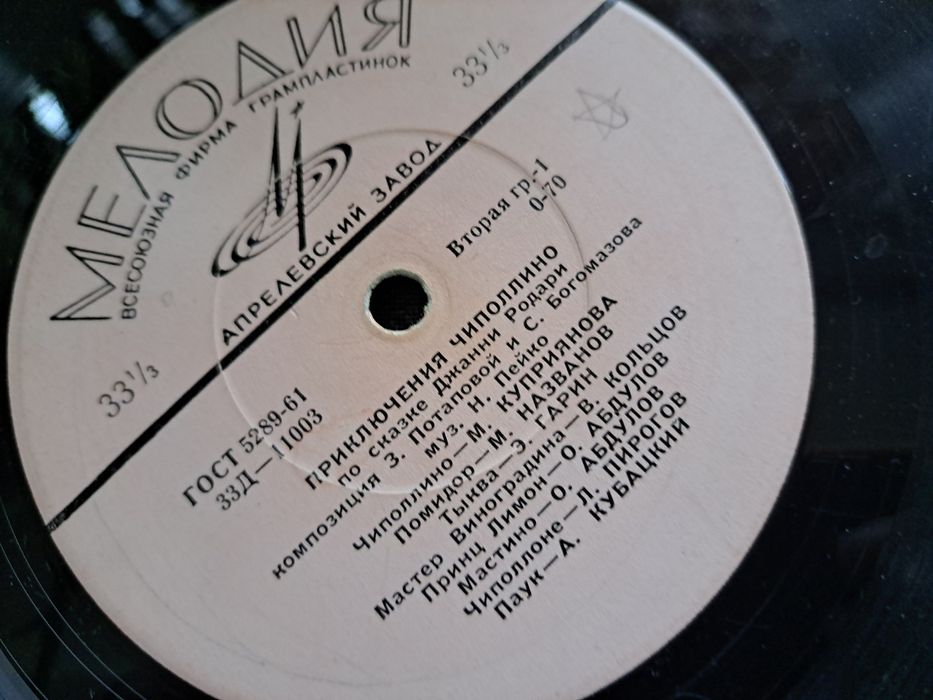 МЕЛОДИЯ
ВСЕСОЮЗНАЯ ФИРМА ГРАМПЛАСТИНОК
АПРЕЛЕВСКИЙ ЗАВОД
33⅓
33⅓
ГОСТ 5289-61
33Д—11003
Вторая гр-1
0-70
ПРИКЛЮЧЕНИЯ ЧИПОЛЛИНО
по сказке Джанни Родари
композиция З. Потаповой и С. Богомазова
муз. Н. Пейко
Чиполлино—М. КУПРИЯНОВА
Помидор—М. НАЗВАНОВ
Тыква—Э. ГАРИН
Мастер Виноградина—В. КОЛЬЦОВ
Принц Лимон—О. АБДУЛОВ
Мастино—О. АБДУЛОВ
Чиполлоне—Л. ПИРОГОВ
Паук—А. КУБАЦКИЙ